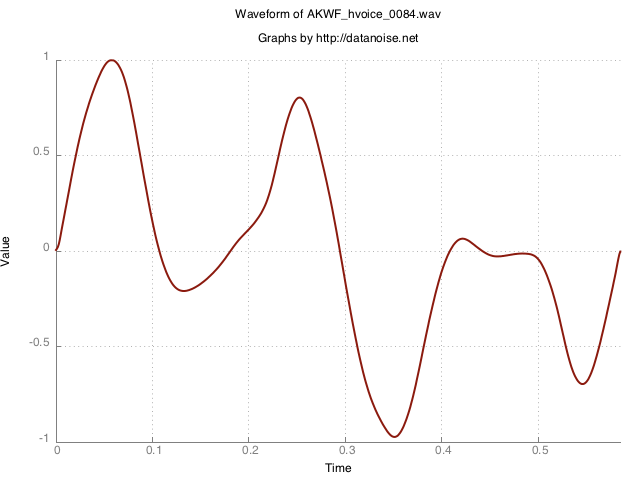 Waveform of AKWF_hvoice_0084.wav
Graphs by http://datanoise.net
1
0.5
0
-0.5
-1
Value
0
0.1
0.2
0.3
0.4
0.5
Time